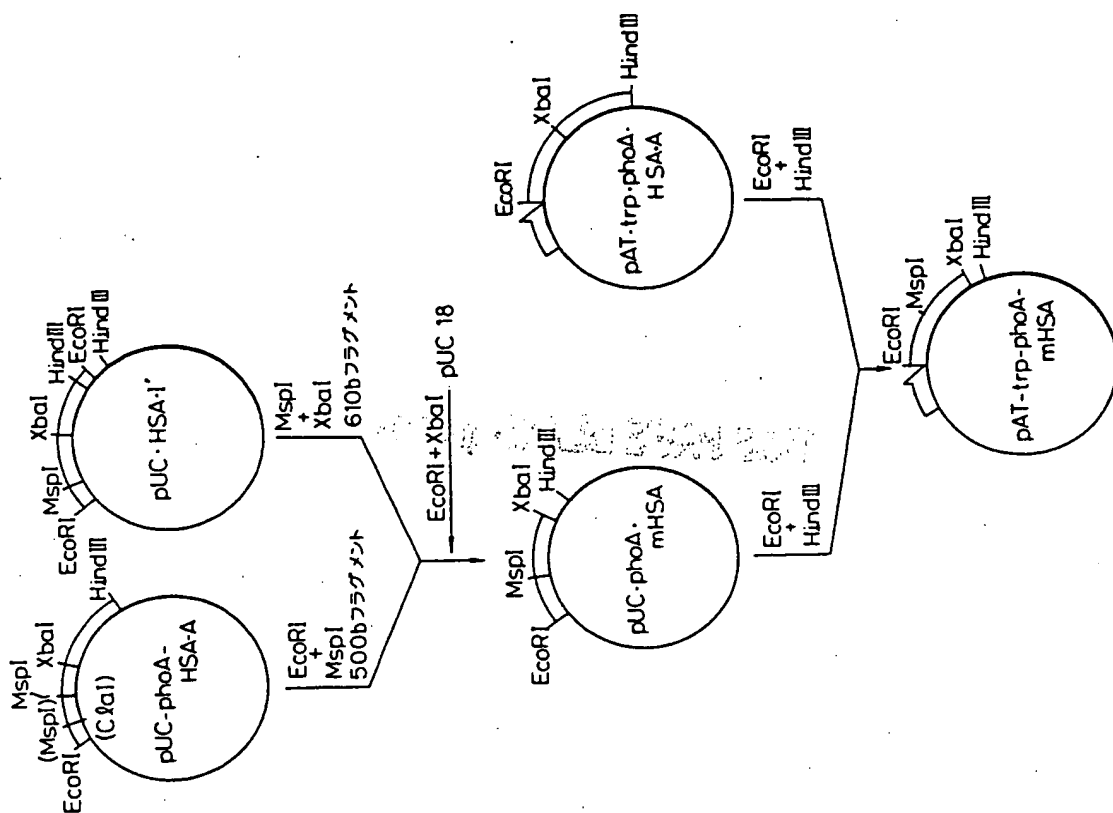 EcoRI
(MspI)
MspI
XbaI
HindIII
(ClaI)
pUC-phoA-
HSA-A
EcoRI
MspI
XbaI
HindIII
EcoRI
HindIII
pUC・HSA・I'
EcoRI
+
MspI
500bフラグメント
MspI
+
XbaI
610bフラグメント
EcoRI+XbaI
pUC 18
EcoRI
MspI
XbaI
HindIII
pUC・phoA・
mHSA
EcoRI
XbaI
HindIII
pAT-trp・phoA・
HSA・A
EcoRI
+
HindIII
EcoRI
+
HindIII
EcoRI
MspI
XbaI
HindIII
pAT-trp-phoA-
mHSA